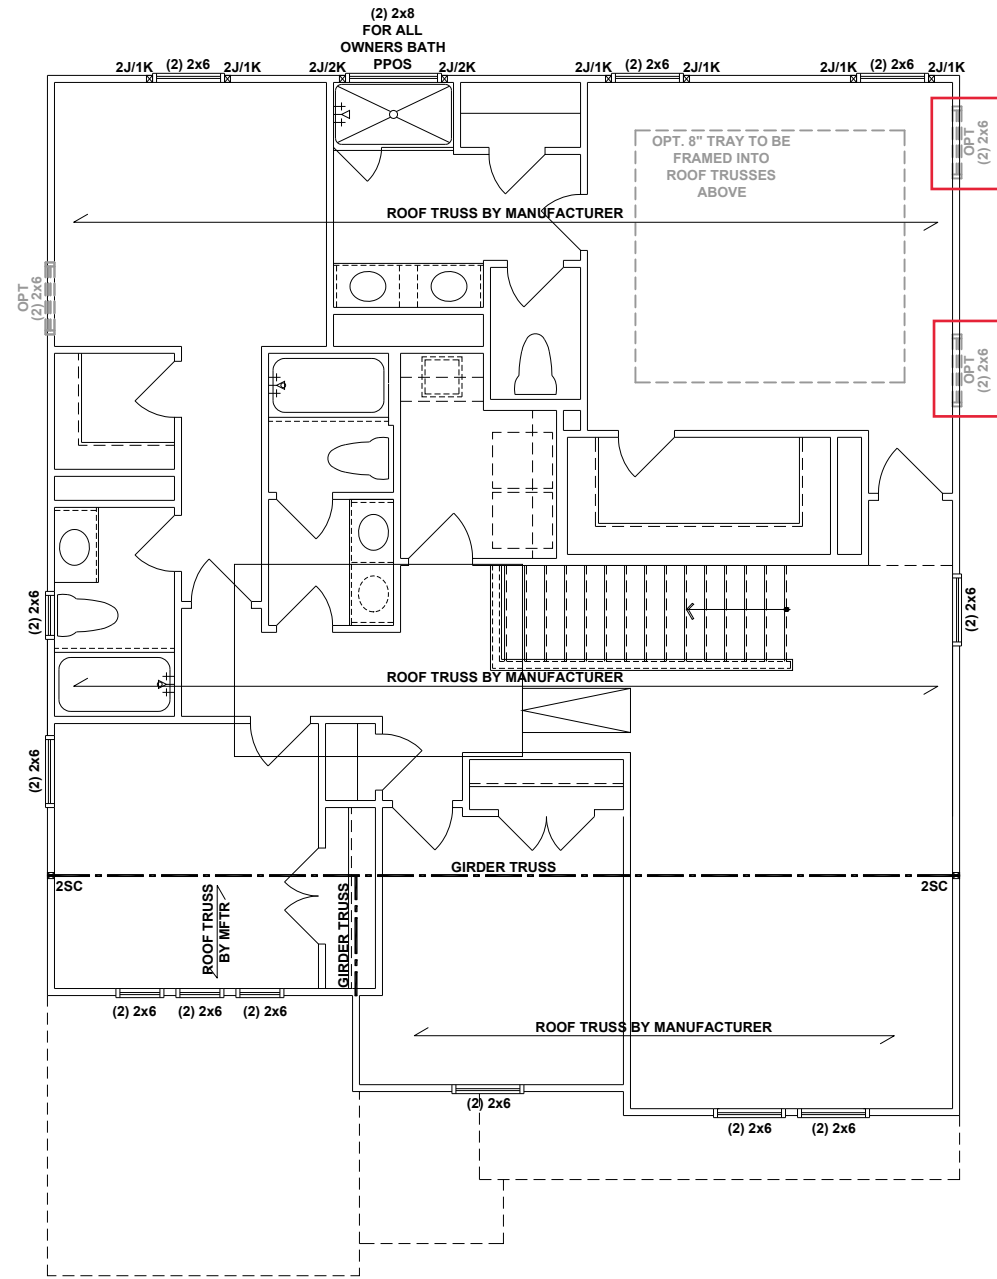 (2) 2x8
FOR ALL
OWNERS BATH
PPOS
2J/1K
(2) 2x6
2J/1K
2J/2K
2J/2K
2J/1K
(2) 2x6
2J/1K
2J/1K
(2) 2x6
2J/1K
OPT
(2) 2x6
OPT. 8" TRAY TO BE
FRAMED INTO
ROOF TRUSSES
ABOVE
ROOF TRUSS BY MANUFACTURER
OPT
(2) 2x6
OPT
(2) 2x6
(2) 2x6
(2) 2x6
ROOF TRUSS BY MANUFACTURER
(2) 2x6
GIRDER TRUSS
2SC
2SC
ROOF TRUSS
BY MFTR
GIRDER TRUSS
(2) 2x6
(2) 2x6
(2) 2x6
ROOF TRUSS BY MANUFACTURER
(2) 2x6
(2) 2x6
(2) 2x6